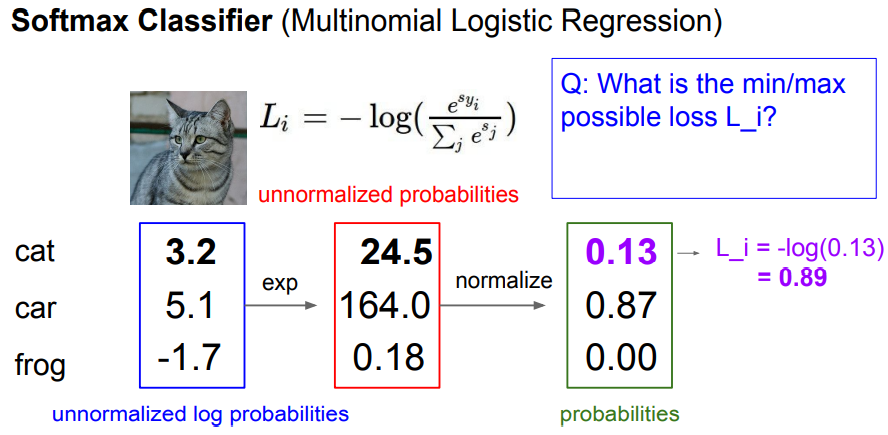 Softmax Classifier (Multinomial Logistic Regression)
L_i = − log(e^{s_{y_i}} / ∑_j e^{s_j})
Q: What is the min/max
possible loss L_i?
unnormalized probabilities
cat 3.2 24.5 0.13 L_i = -log(0.13)
= 0.89
exp normalize
car 5.1 164.0 0.87
frog -1.7 0.18 0.00
unnormalized log probabilities probabilities